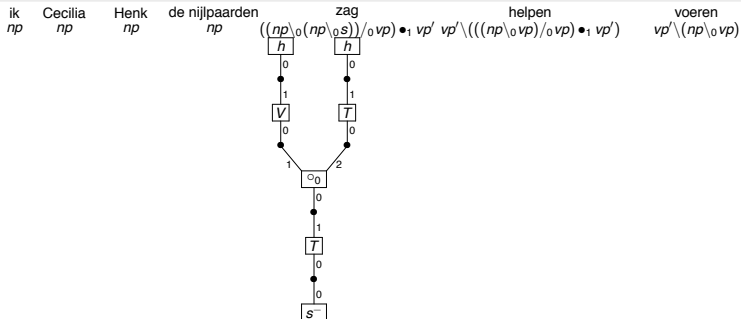 ik Cecilia Henk de nijlpaarden zag helpen voeren
np np np np ((np\₀(np\₀s))/₀vp) •₁ vp′ vp′\(((np\₀vp)/₀vp) •₁ vp′) vp′\(np\₀vp)
h h
0 0
1 1
V T
0 0
1 2
○₀
0
1
T
0
0
s⁻